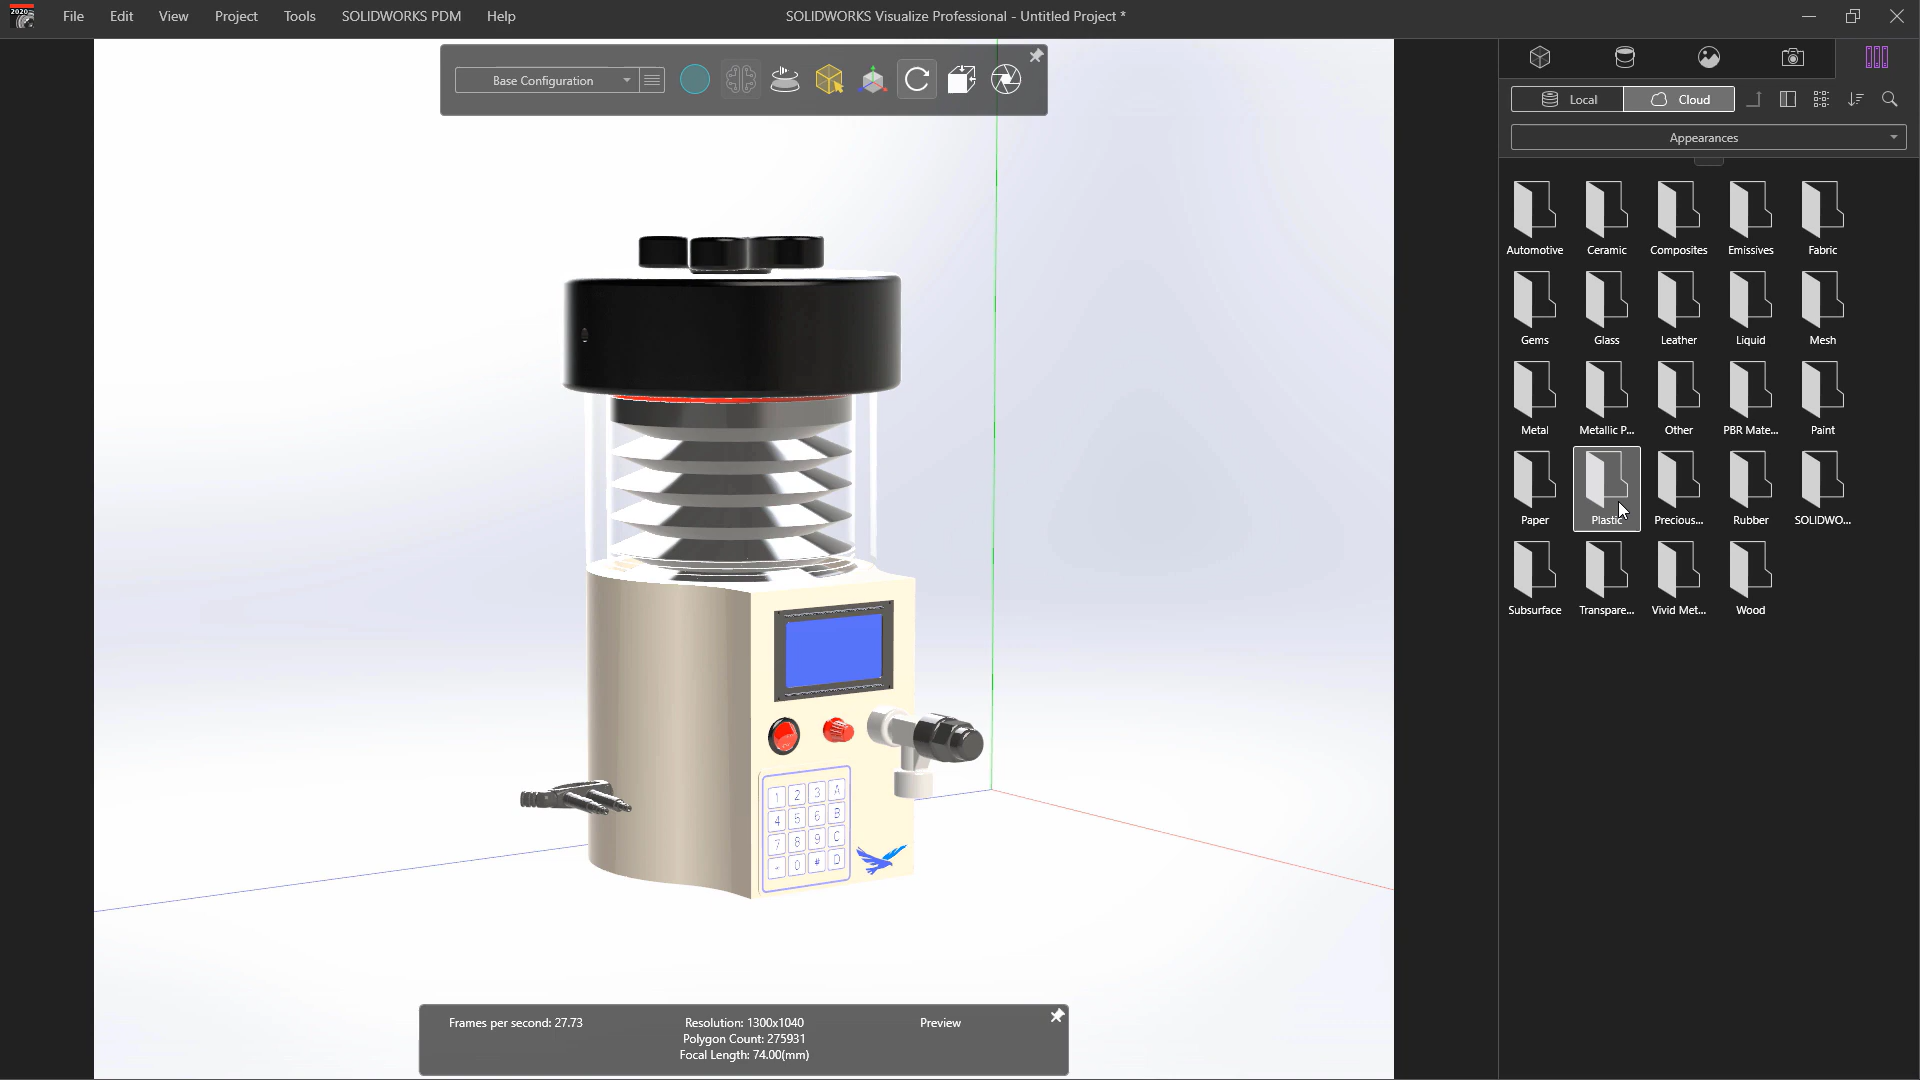 2020
File Edit View Project Tools SOLIDWORKS PDM Help
SOLIDWORKS Visualize Professional - Untitled Project *
Base Configuration
Local Cloud
Appearances
Automotive Ceramic Composites Emissives Fabric
Gems Glass Leather Liquid Mesh
Metal Metallic P... Other PBR Mate... Paint
Paper Plastic Precious... Rubber SOLIDWO...
Subsurface Transpare... Vivid Met... Wood
1 2 3 A
4 5 6 B
7 8 9 C
0 # D
Frames per second: 27.73
Resolution: 1300x1040
Polygon Count: 275931
Focal Length: 74.00(mm)
Preview